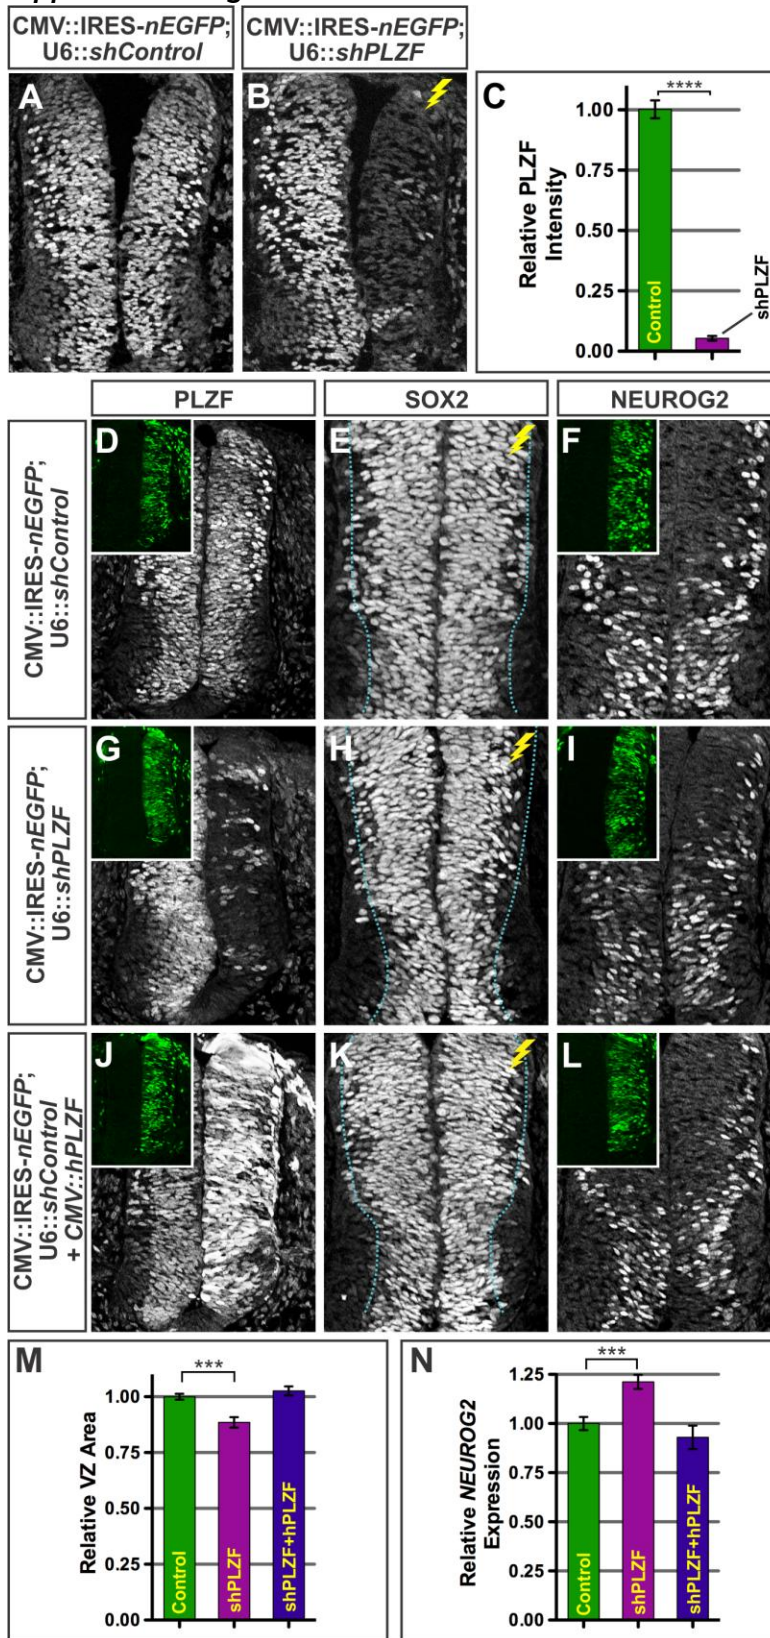 CMV::IRES-nEGFP;
U6::shControl
CMV::IRES-nEGFP;
U6::shPLZF
A
B
C
****
1.00
0.75
0.50
0.25
0.00
Relative PLZF
Intensity
Control
shPLZF
PLZF
SOX2
NEUROG2
CMV::IRES-nEGFP;
U6::shControl
D
E
F
CMV::IRES-nEGFP;
U6::shPLZF
G
H
I
CMV::IRES-nEGFP;
U6::shControl
+ CMV::hPLZF
J
K
L
M
***
1.00
0.75
0.50
0.25
0.00
Relative VZ Area
Control
shPLZF
shPLZF+hPLZF
N
***
1.25
1.00
0.75
0.50
0.25
0.00
Relative NEUROG2
Expression
Control
shPLZF
shPLZF+hPLZF